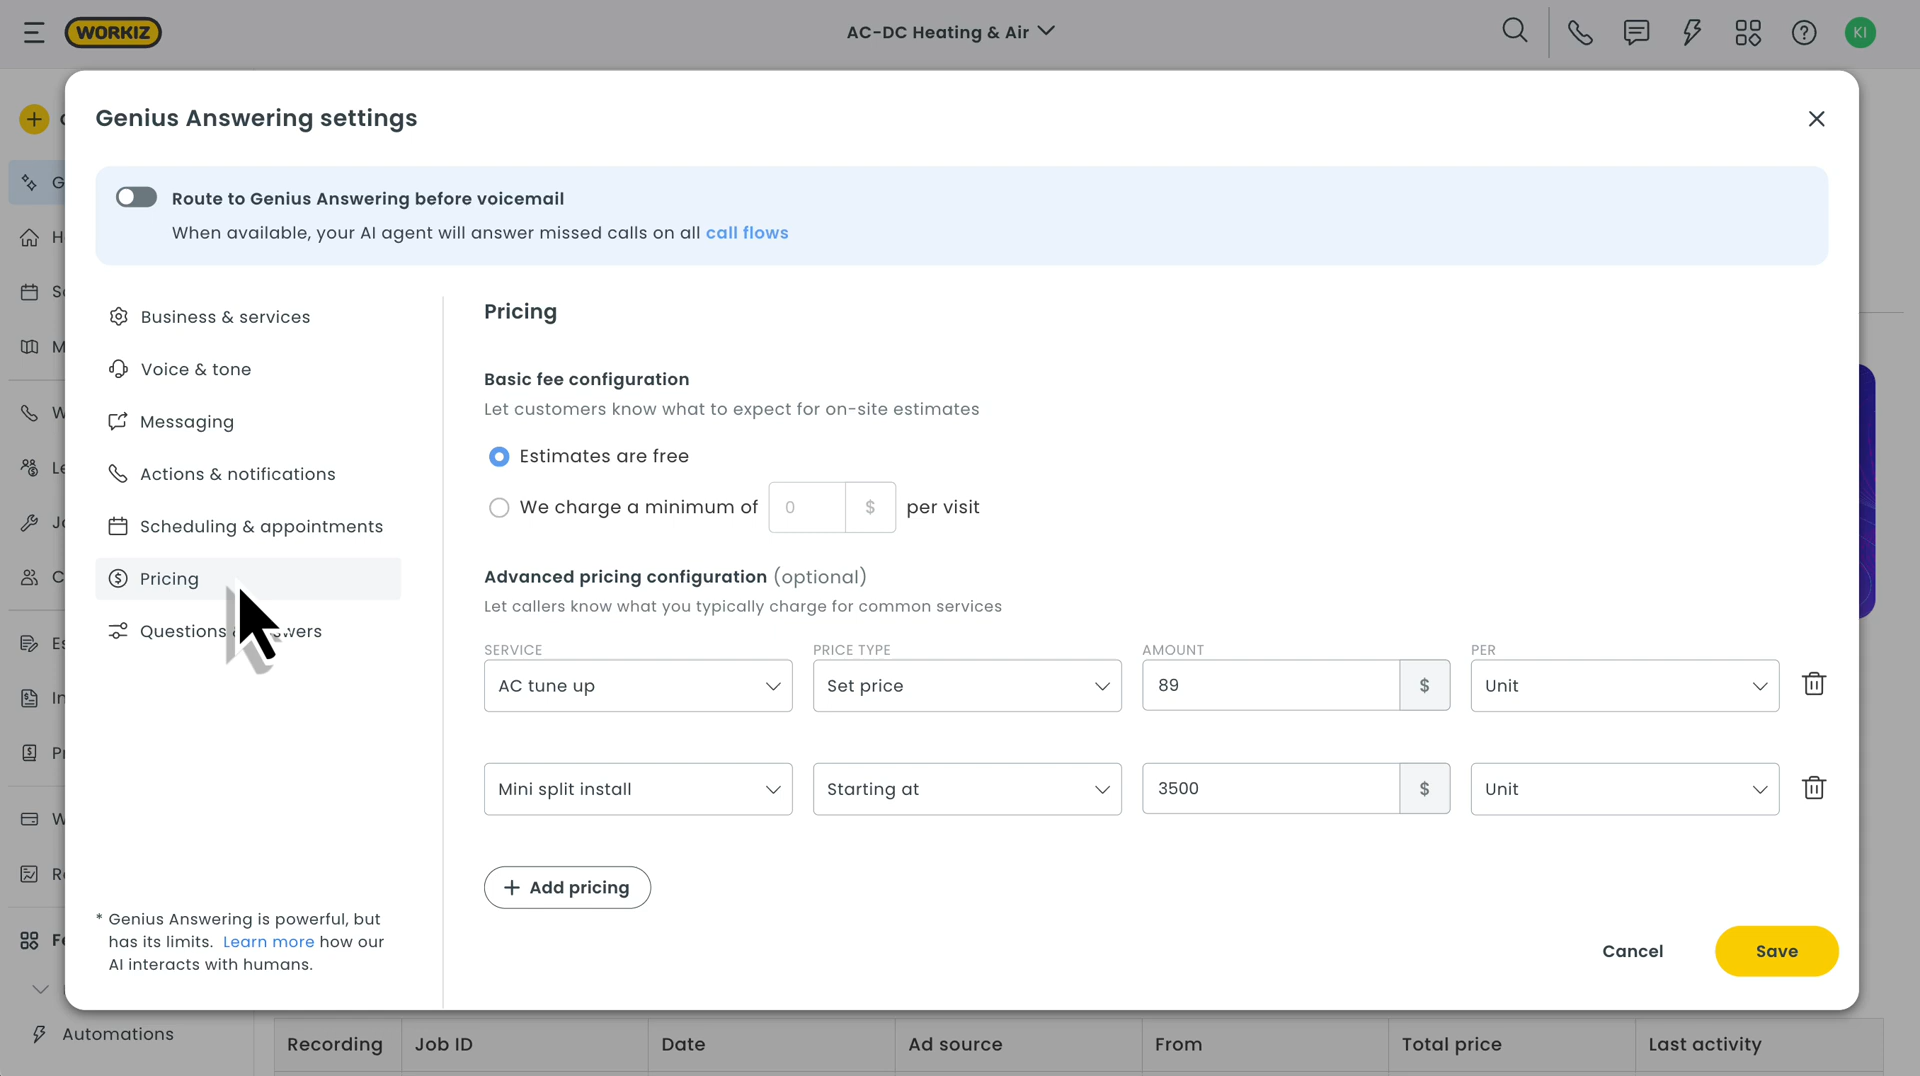 WORKIZ
AC-DC Heating & Air
KI
Genius Answering settings
Route to Genius Answering before voicemail
When available, your AI agent will answer missed calls on all call flows
Business & services
Voice & tone
Messaging
Actions & notifications
Scheduling & appointments
Pricing
Questions
* Genius Answering is powerful, but
has its limits. Learn more how our
AI interacts with humans.
Pricing
Basic fee configuration
Let customers know what to expect for on-site estimates
Estimates are free
We charge a minimum of 0 $ per visit
Advanced pricing configuration (optional)
Let callers know what you typically charge for common services
SERVICE PRICE TYPE AMOUNT PER
AC tune up Set price 89 $ Unit
Mini split install Starting at 3500 $ Unit
+ Add pricing
Cancel Save
Automations
Recording Job ID Date Ad source From Total price Last activity